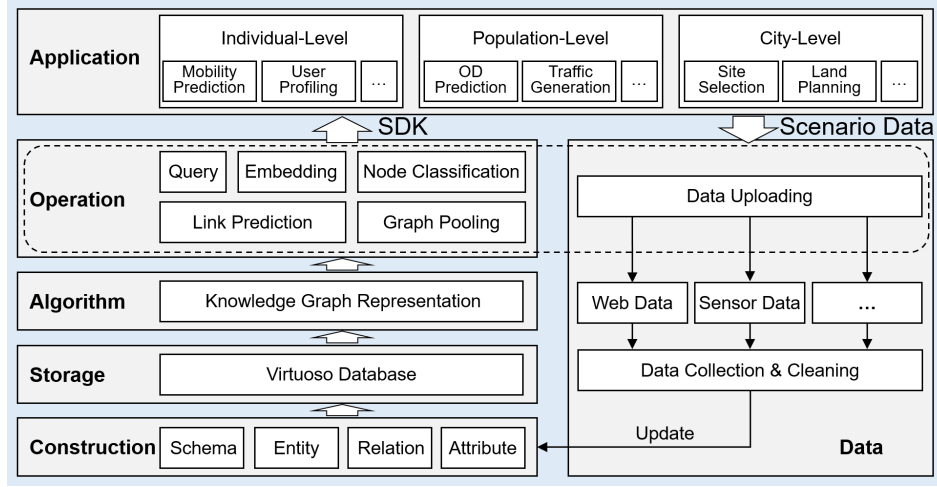 Application
Individual-Level
Mobility
Prediction
User
Profiling
...
Population-Level
OD
Prediction
Traffic
Generation
...
City-Level
Site
Selection
Land
Planning
...
SDK
Scenario Data
Operation
Query
Embedding
Node Classification
Link Prediction
Graph Pooling
Data Uploading
Algorithm
Knowledge Graph Representation
Web Data
Sensor Data
...
Storage
Virtuoso Database
Data Collection & Cleaning
Construction
Schema
Entity
Relation
Attribute
Update
Data